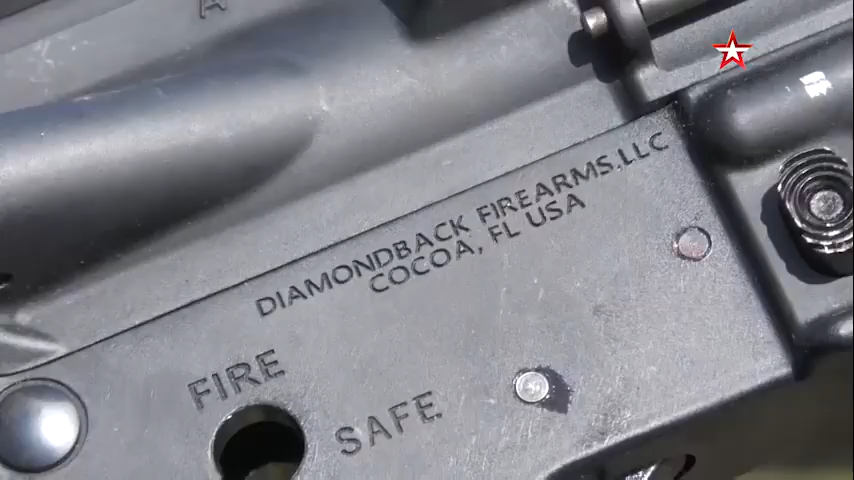 A
DIAMONDBACK FIREARMS, LLC
COCOA, FL USA
FIRE
SAFE